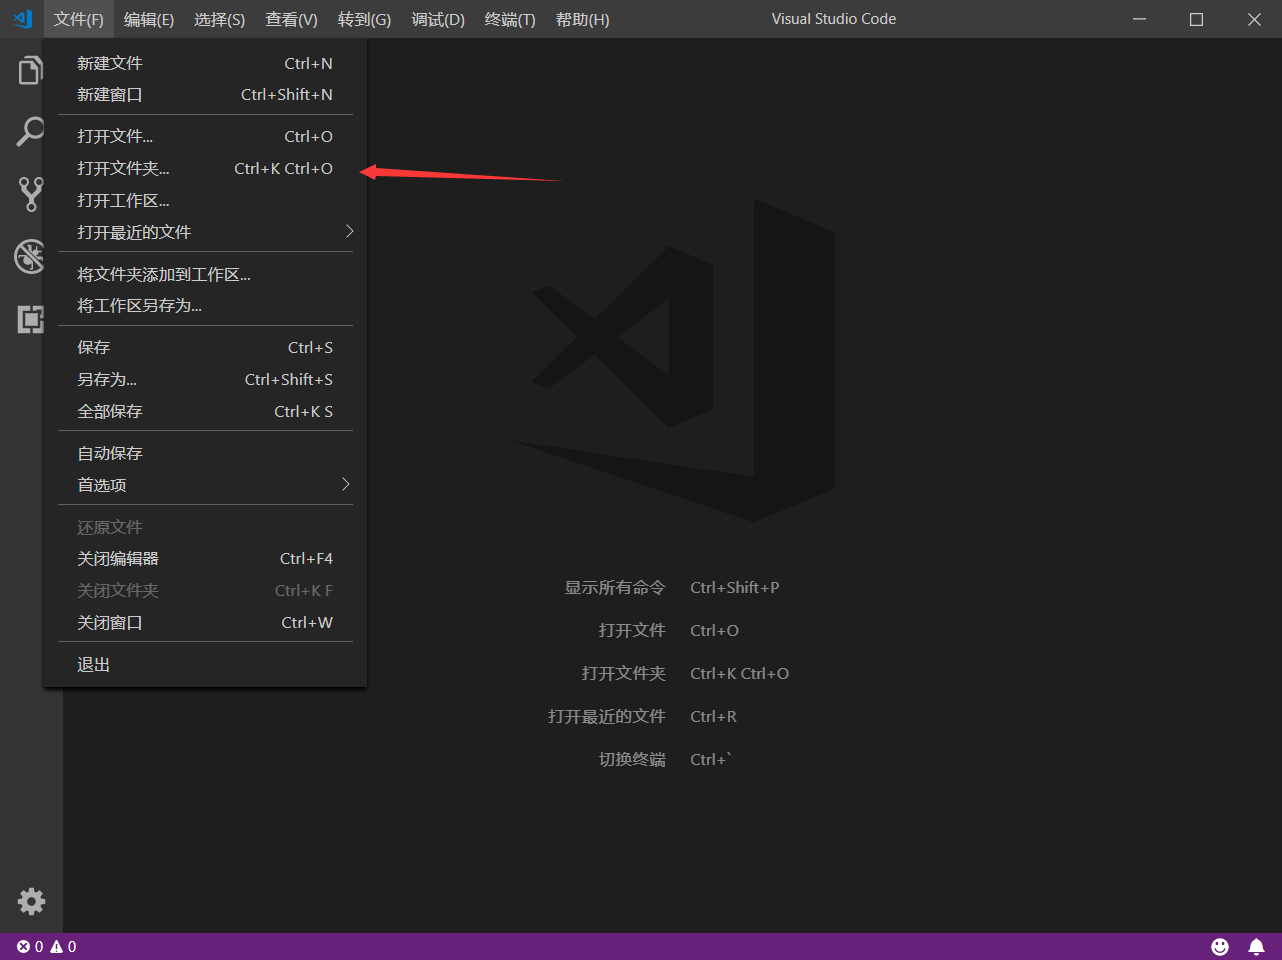 文件(F) 编辑(E) 选择(S) 查看(V) 转到(G) 调试(D) 终端(T) 帮助(H) Visual Studio Code
新建文件 Ctrl+N
新建窗口 Ctrl+Shift+N
打开文件... Ctrl+O
打开文件夹... Ctrl+K Ctrl+O
打开工作区...
打开最近的文件
将文件夹添加到工作区...
将工作区另存为...
保存 Ctrl+S
另存为... Ctrl+Shift+S
全部保存 Ctrl+K S
自动保存
首选项
还原文件
关闭编辑器 Ctrl+F4
关闭文件夹 Ctrl+K F
关闭窗口 Ctrl+W
退出
显示所有命令 Ctrl+Shift+P
打开文件 Ctrl+O
打开文件夹 Ctrl+K Ctrl+O
打开最近的文件 Ctrl+R
切换终端 Ctrl+`
0 0